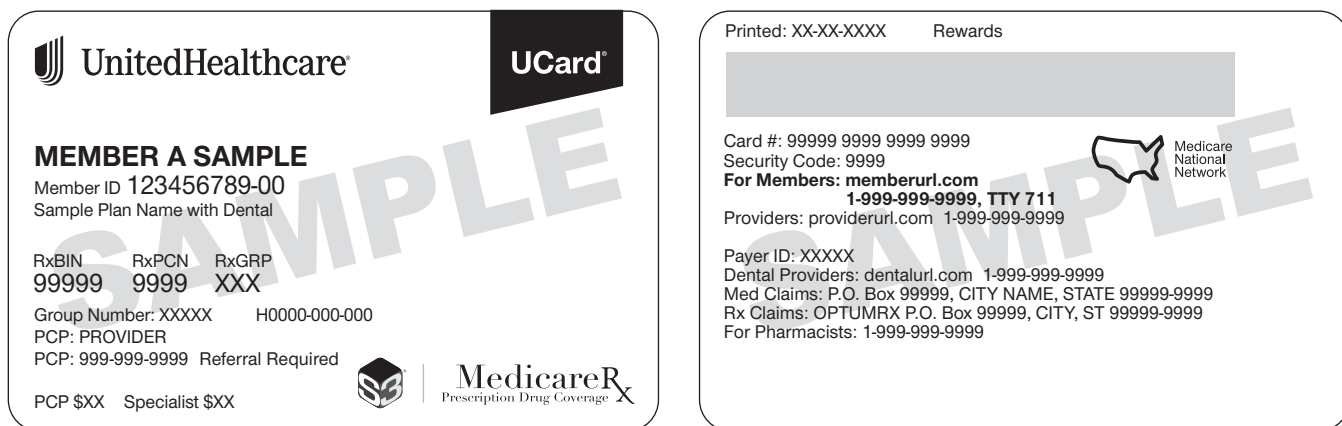 UnitedHealthcare®
UCard®
MEMBER A SAMPLE
Member ID 123456789-00
Sample Plan Name with Dental
RxBIN RxPCN RxGRP
99999 9999 XXX
Group Number: XXXXX H0000-000-000
PCP: PROVIDER
PCP: 999-999-9999 Referral Required
PCP $XX Specialist $XX
S3
MedicareRx
Prescription Drug Coverage
SAMPLE
Printed: XX-XX-XXXX Rewards
Card #: 99999 9999 9999 9999
Security Code: 9999
For Members: memberurl.com
1-999-999-9999, TTY 711
Providers: providerurl.com 1-999-999-9999
Medicare
National
Network
Payer ID: XXXXX
Dental Providers: dentalurl.com 1-999-999-9999
Med Claims: P.O. Box 99999, CITY NAME, STATE 99999-9999
Rx Claims: OPTUMRX P.O. Box 99999, CITY, ST 99999-9999
For Pharmacists: 1-999-999-9999
SAMPLE